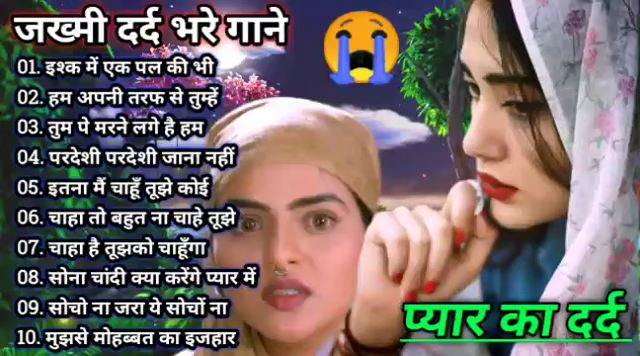 जख्मी दर्द भरे गाने
01. इश्क में एक पल की भी
02. हम अपनी तरफ से तुम्हें
03. तुम पे मरने लगे है हम
04. परदेशी परदेशी जाना नहीं
05. इतना मैं चाहूँ तूझे कोई
06. चाहा तो बहुत ना चाहे तूझे
07. चाहा है तूझको चाहूँगा
08. सोना चांदी क्या करेंगे प्यार में
09. सोचो ना जरा ये सोचों ना
10. मुझसे मोहब्बत का इजहार
प्यार का दर्द